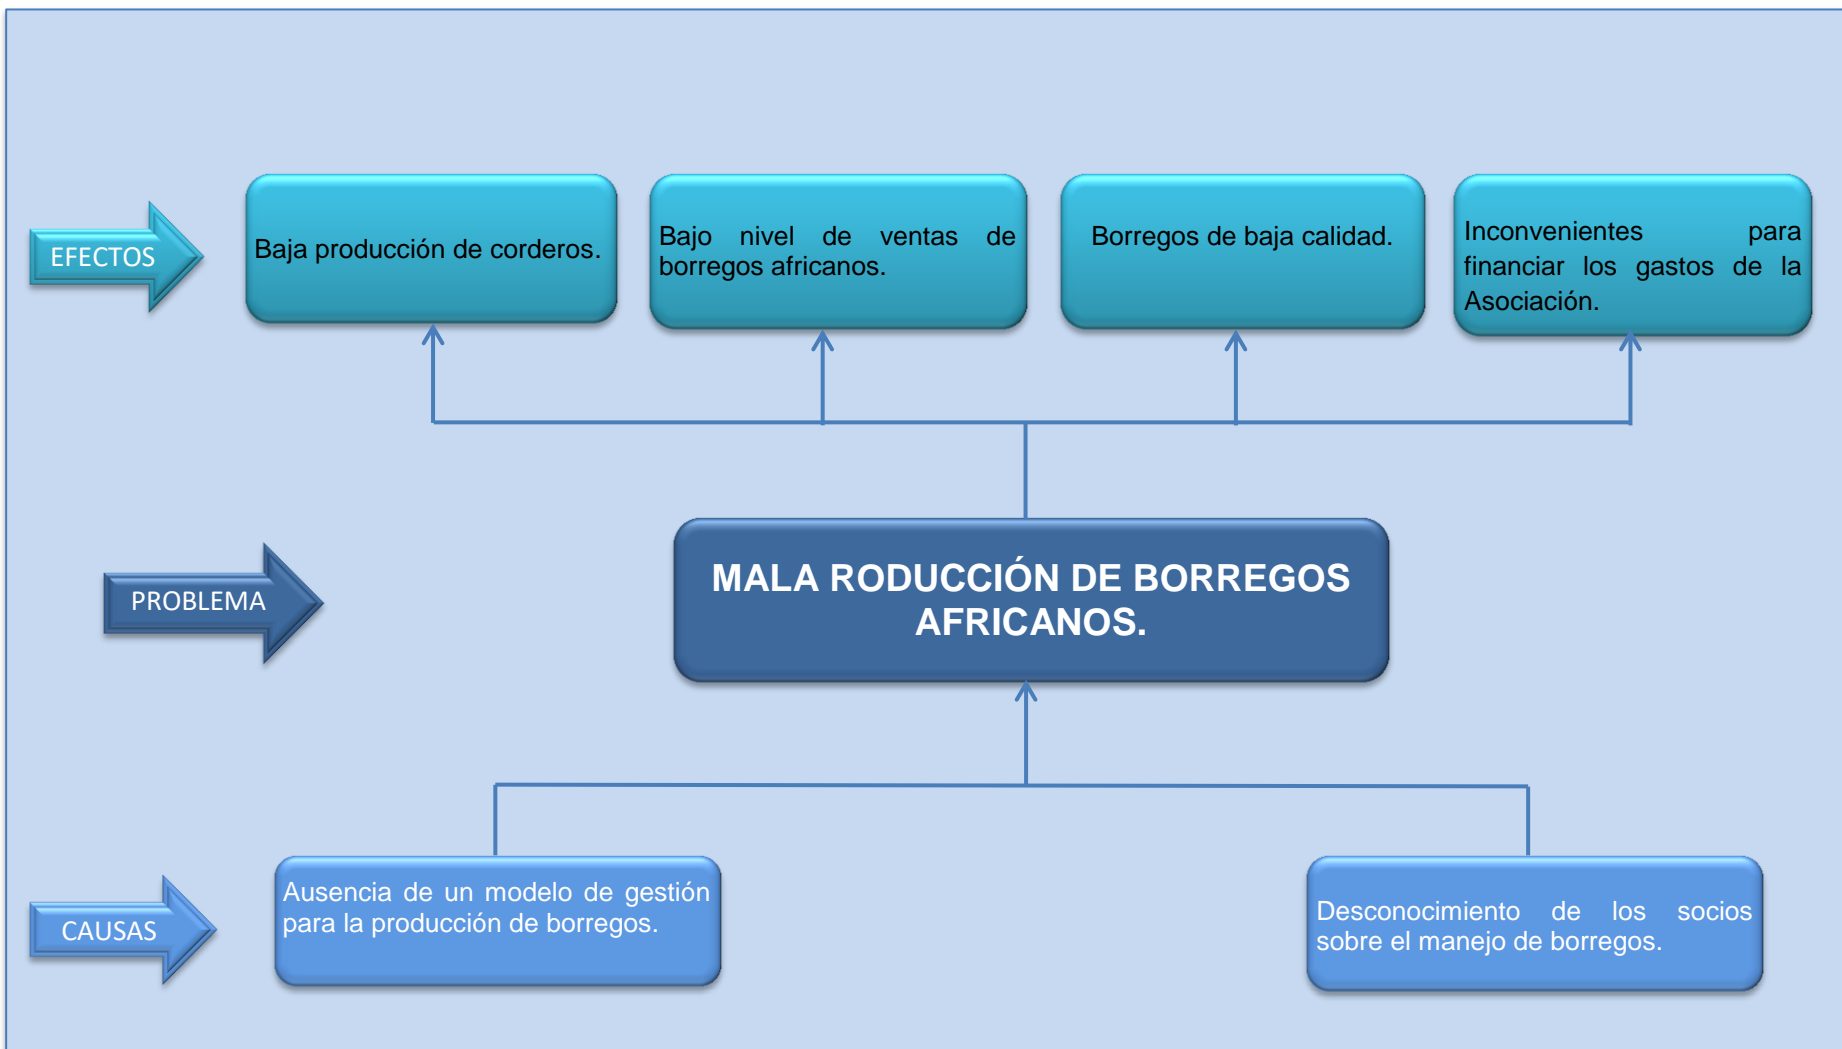 EFECTOS
Baja producción de corderos.
Bajo nivel de ventas de
borregos africanos.
Borregos de baja calidad.
Inconvenientes para
financiar los gastos de la
Asociación.
PROBLEMA
MALA RODUCCIÓN DE BORREGOS
AFRICANOS.
CAUSAS
Ausencia de un modelo de gestión
para la producción de borregos.
Desconocimiento de los socios
sobre el manejo de borregos.